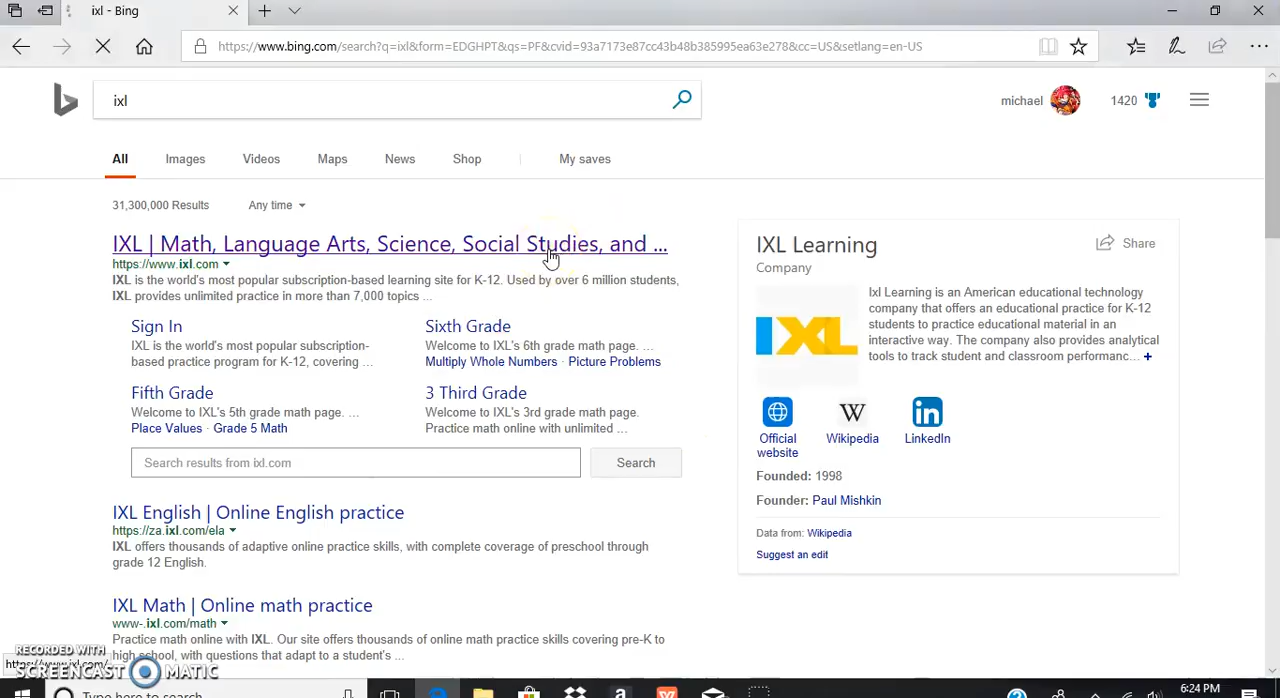 ixl - Bing
https://www.bing.com/search?q=ixl&form=EDGHPT&qs=PF&cvid=93a7173e87cc43b48b385995ea63e278&cc=US&setlang=en-US
ixl
michael
1420
All
Images
Videos
Maps
News
Shop
My saves
31,300,000 Results
Any time
IXL | Math, Language Arts, Science, Social Studies, and ...
https://www.ixl.com
IXL is the world's most popular subscription-based learning site for K-12. Used by over 6 million students,
IXL provides unlimited practice in more than 7,000 topics ...
Sign In
IXL is the world's most popular subscription-
based practice program for K-12, covering ...
Sixth Grade
Welcome to IXL's 6th grade math page. ...
Multiply Whole Numbers · Picture Problems
Fifth Grade
Welcome to IXL's 5th grade math page. ...
Place Values · Grade 5 Math
3 Third Grade
Welcome to IXL's 3rd grade math page.
Practice math online with unlimited ...
Search results from ixl.com
Search
IXL English | Online English practice
https://za.ixl.com/ela
IXL offers thousands of adaptive online practice skills, with complete coverage of preschool through
grade 12 English.
IXL Math | Online math practice
www-.ixl.com/math
Practice math online with IXL. Our site offers thousands of online math practice skills covering pre-K to
high school, with questions that adapt to a student's ...
IXL Learning
Company
Share
IXL
Ixl Learning is an American educational technology
company that offers an educational practice for K-12
students to practice educational material in an
interactive way. The company also provides analytical
tools to track student and classroom performanc... +
Official
website
Wikipedia
LinkedIn
Founded: 1998
Founder: Paul Mishkin
Data from: Wikipedia
Suggest an edit
RECORDED WITH
SCREENCAST MATIC
https://www.ixl.com/
Type here to search
6:24 PM